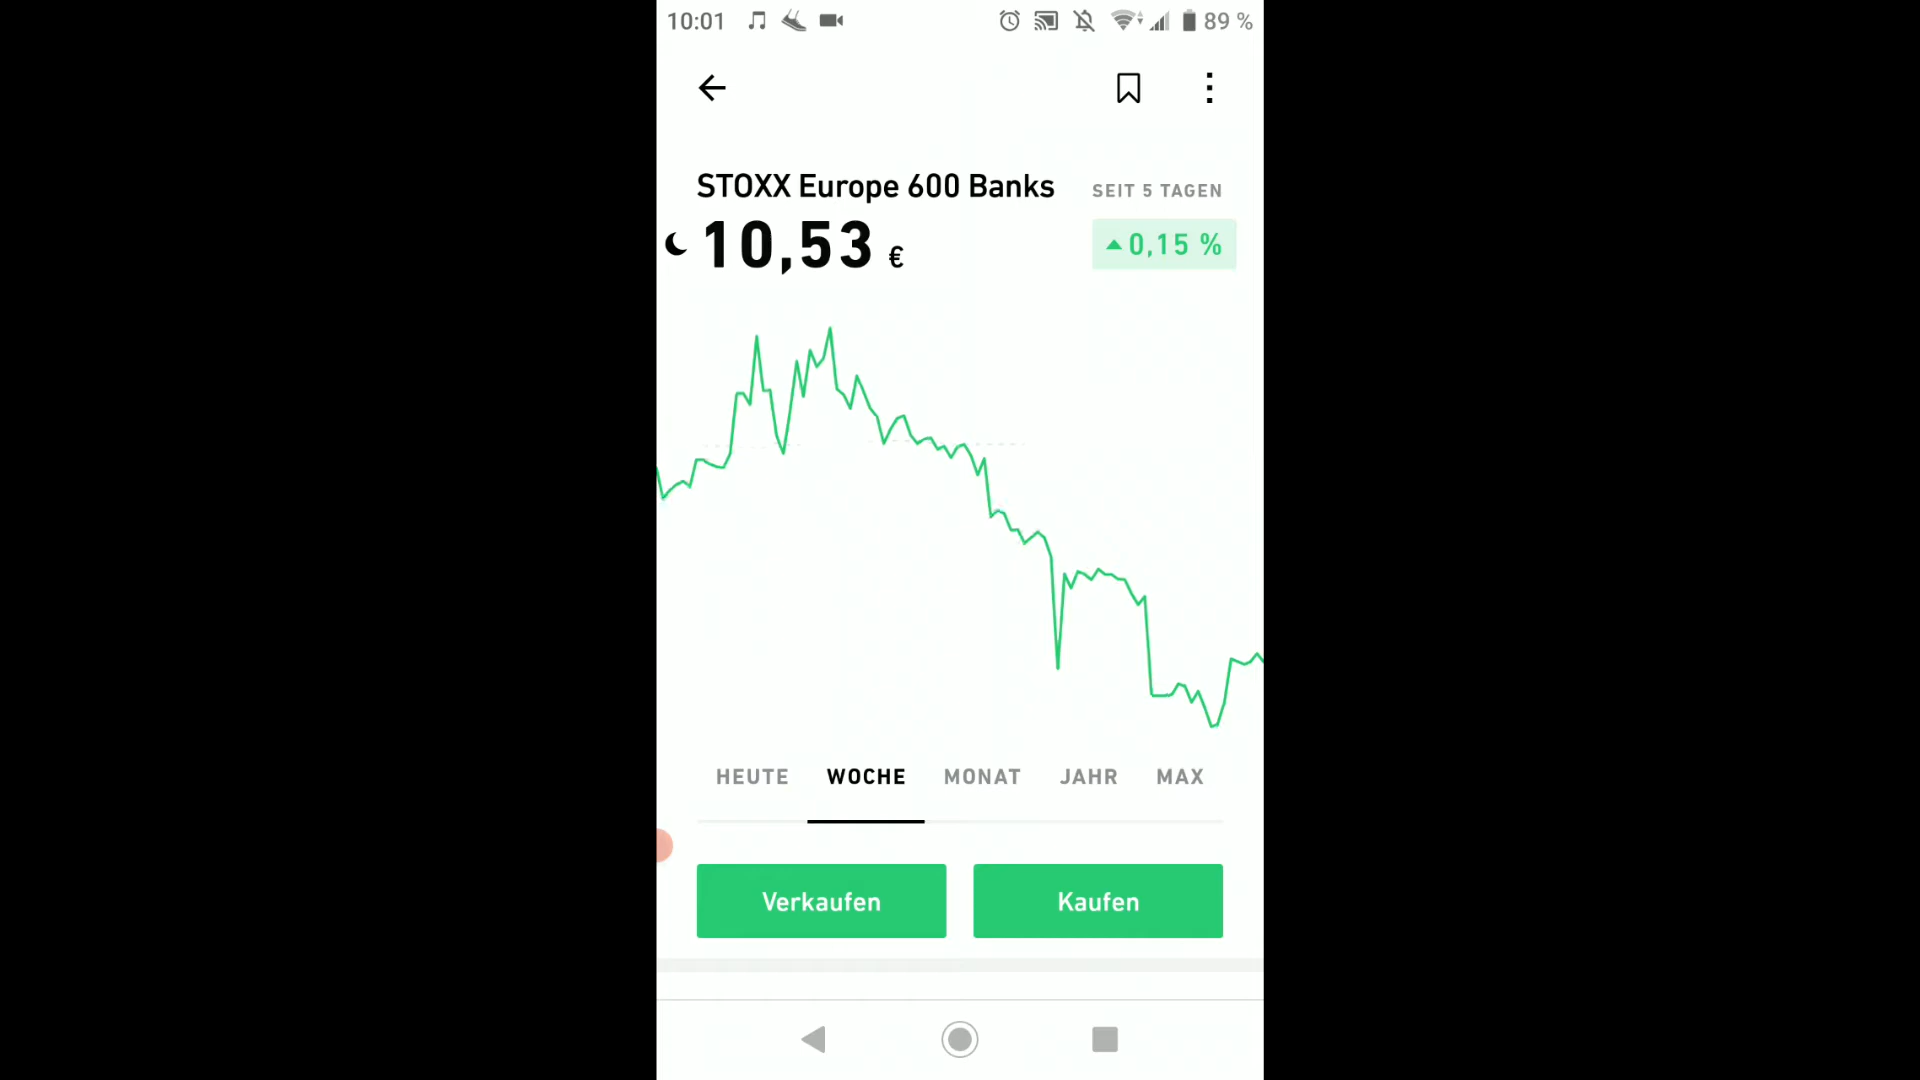 10:01 89 %
STOXX Europe 600 Banks SEIT 5 TAGEN
10,53 € 0,15 %
HEUTE WOCHE MONAT JAHR MAX
Verkaufen Kaufen